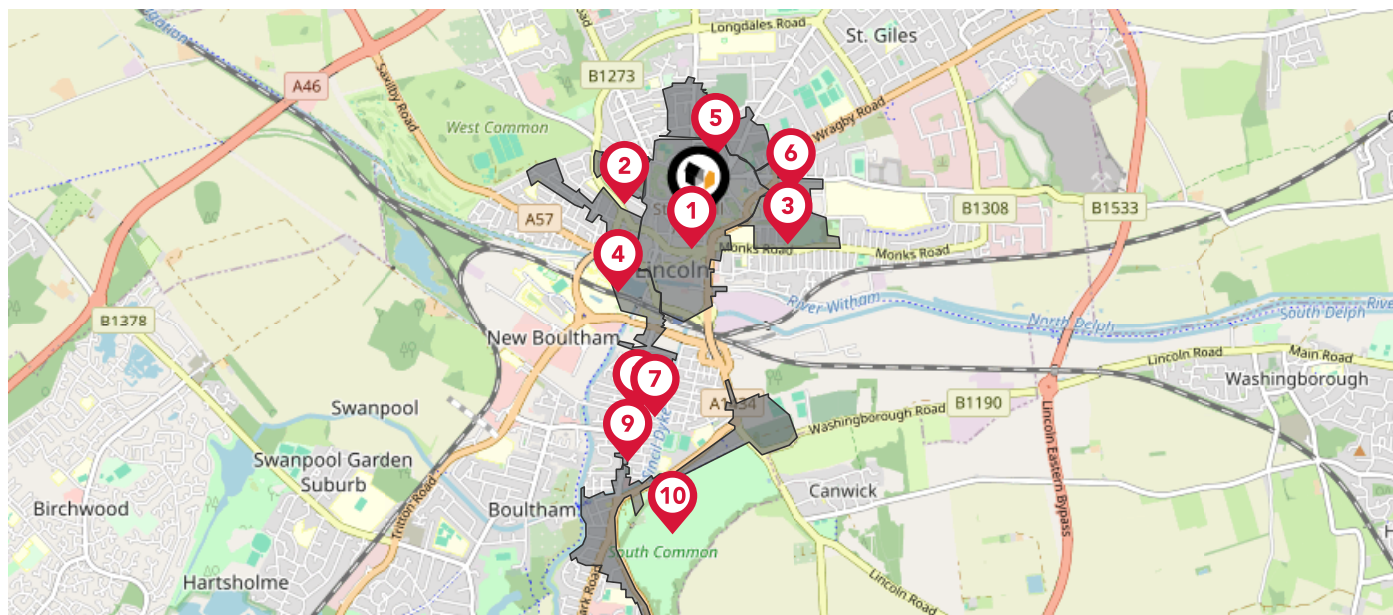 Longdales Road
St. Giles
B1273
A46
Saxilby Road
West Common
Wragby Road
5
6
2
1
3
A57
B1308
B1533
Monks Road
Monks Road
4
Lincoln
River Witham
North Delph
South Delph
B1378
New Boultham
7
Lincoln Road
Main Road
Washingborough
Swanpool
B1190
Washingborough Road
9
Sincil Dyke
Swanpool Garden
Suburb
Tritton Road
Lincoln Eastern Bypass
10
Canwick
Birchwood
Boultham
South Common
Hartsholme
Lincoln Road